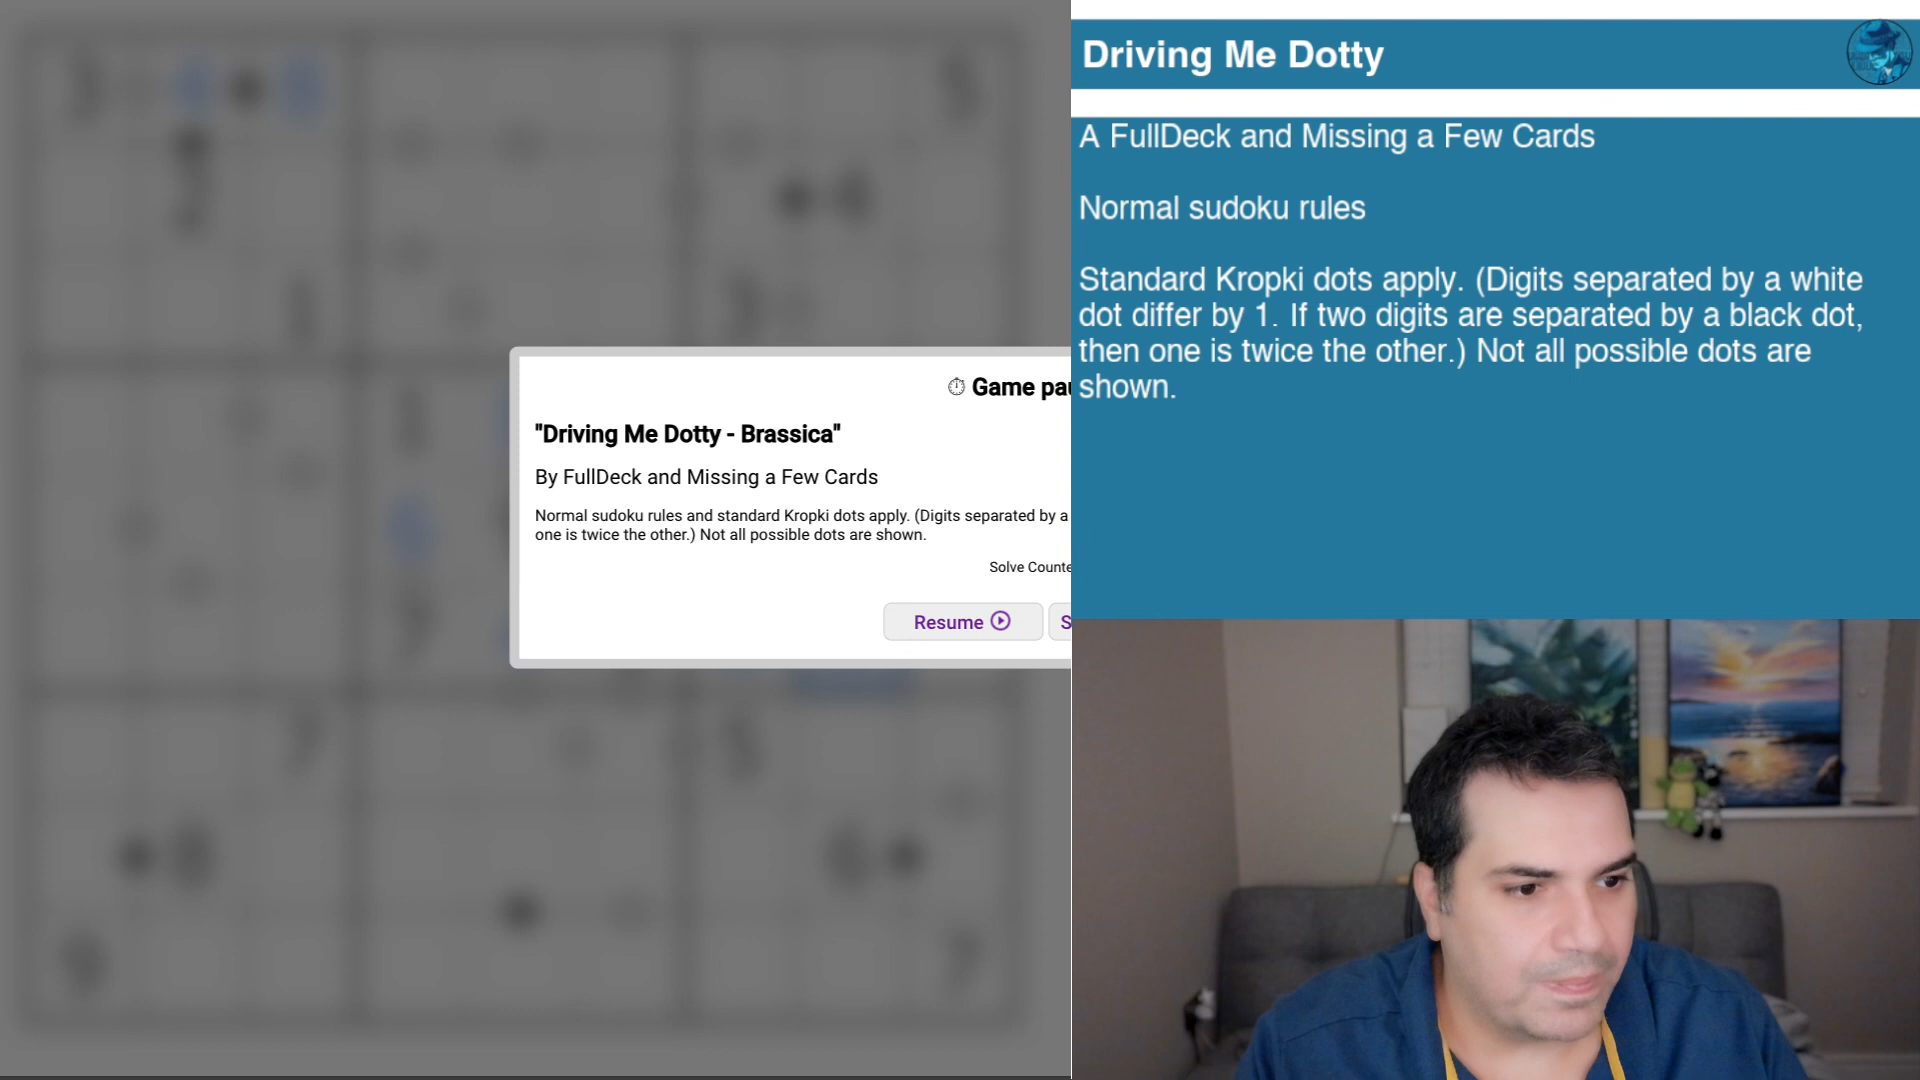 Driving Me Dotty
A FullDeck and Missing a Few Cards
Normal sudoku rules
Standard Kropki dots apply. (Digits separated by a white
dot differ by 1. If two digits are separated by a black dot,
then one is twice the other.) Not all possible dots are
shown.
Game pau
"Driving Me Dotty - Brassica"
By FullDeck and Missing a Few Cards
Normal sudoku rules and standard Kropki dots apply. (Digits separated by a
one is twice the other.) Not all possible dots are shown.
Solve Counte
Resume
S